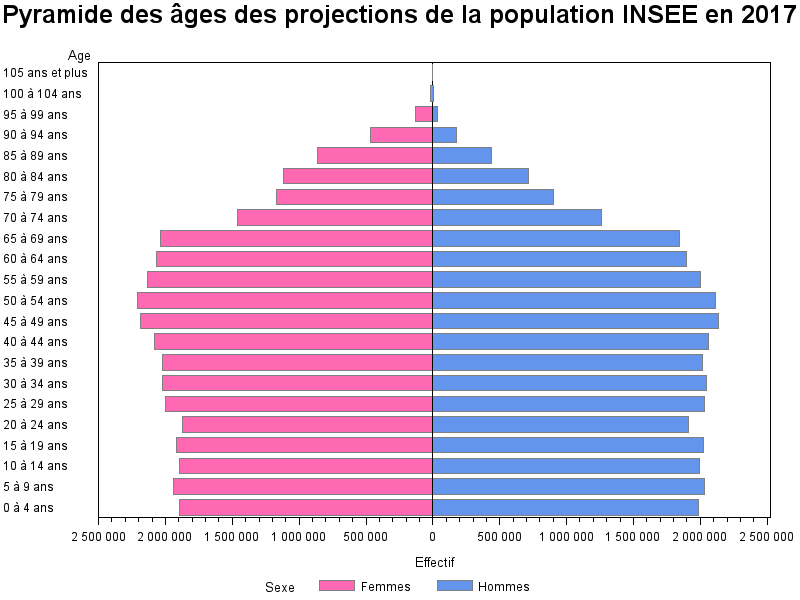 Pyramide des âges des projections de la population INSEE en 2017
Age
105 ans et plus
100 à 104 ans
95 à 99 ans
90 à 94 ans
85 à 89 ans
80 à 84 ans
75 à 79 ans
70 à 74 ans
65 à 69 ans
60 à 64 ans
55 à 59 ans
50 à 54 ans
45 à 49 ans
40 à 44 ans
35 à 39 ans
30 à 34 ans
25 à 29 ans
20 à 24 ans
15 à 19 ans
10 à 14 ans
5 à 9 ans
0 à 4 ans
2 500 000 2 000 000 1 500 000 1 000 000 500 000 0 500 000 1 000 000 1 500 000 2 000 000 2 500 000
Effectif
Sexe Femmes Hommes